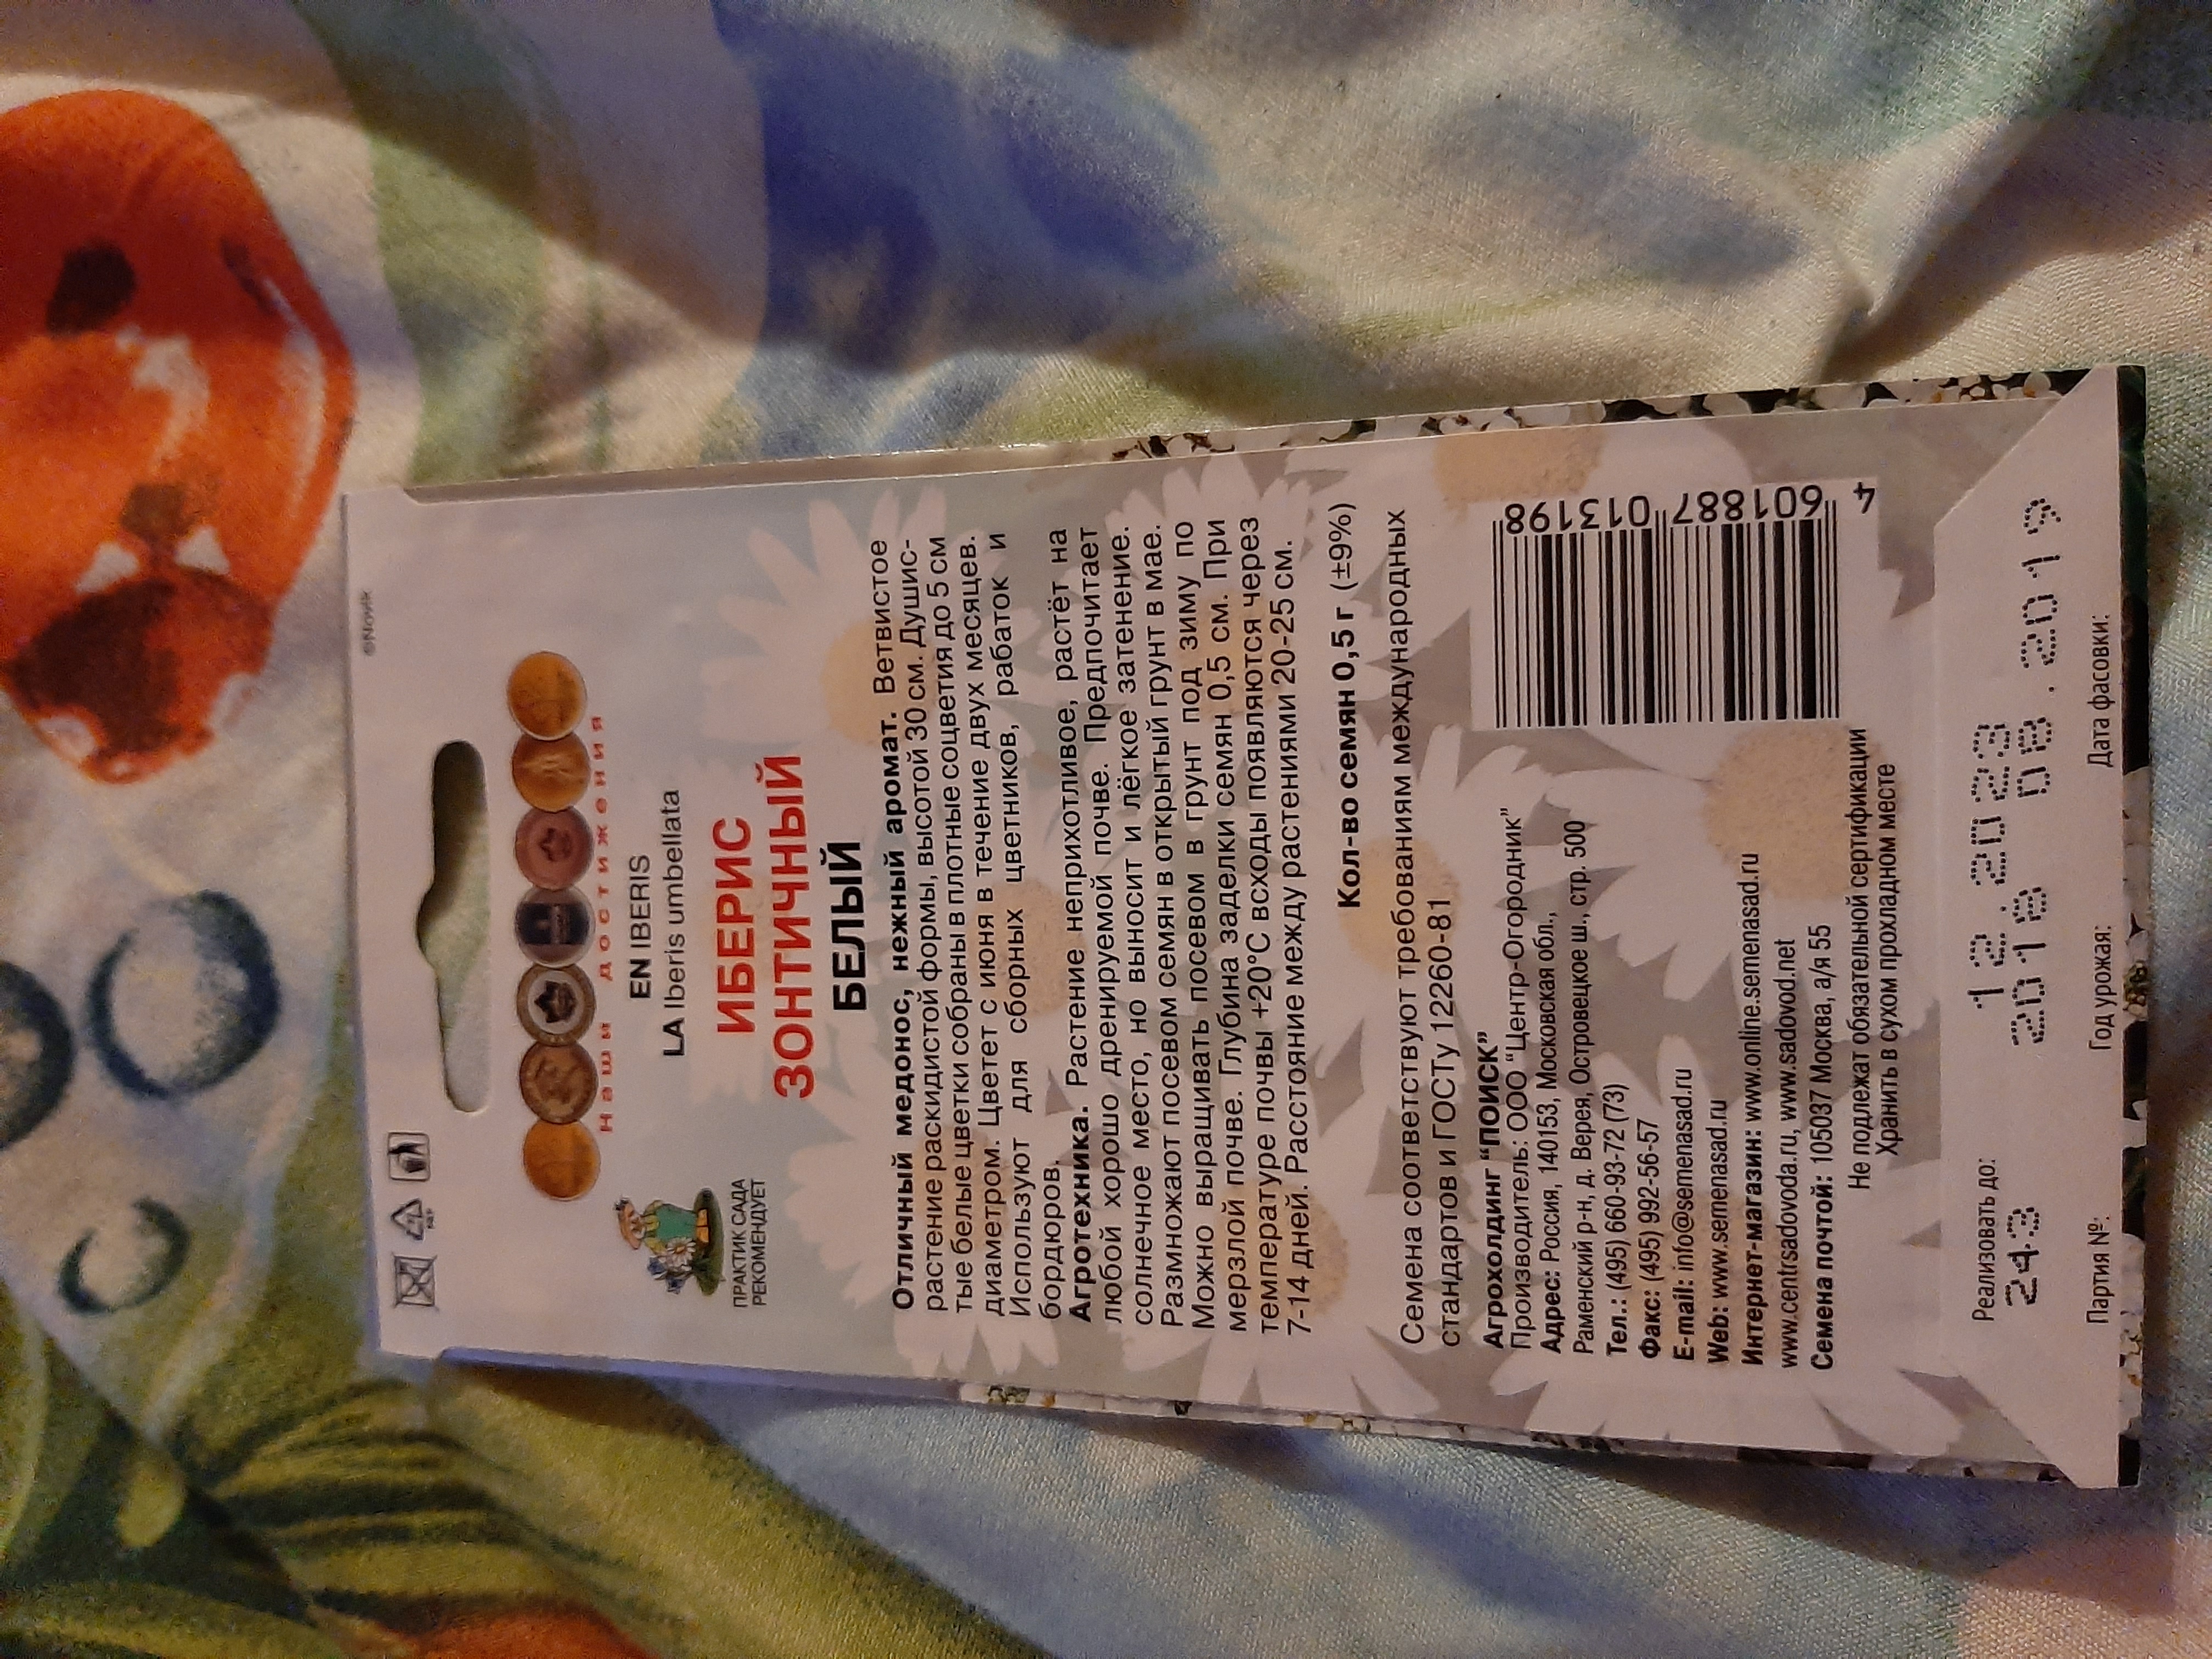 ©Nowik
Наши достижения
EN IBERIS
LA Iberis umbellata
ПРАКТИК САДА
РЕКОМЕНДУЕТ
ИБЕРИС
ЗОНТИЧНЫЙ
БЕЛЫЙ
Отличный медонос, нежный аромат. Ветвистое
растение раскидистой формы, высотой 30 см. Душис-
тые белые цветки собраны в плотные соцветия до 5 см
диаметром. Цветет с июня в течение двух месяцев.
Используют для сборных цветников, рабаток и
бордюров.
Агротехника. Растение неприхотливое, растёт на
любой хорошо дренируемой почве. Предпочитает
солнечное место, но выносит и лёгкое затенение.
Размножают посевом семян в открытый грунт в мае.
Можно выращивать посевом в грунт под зиму по
мерзлой почве. Глубина заделки семян 0,5 см. При
температуре почвы +20°С всходы появляются через
7-14 дней. Расстояние между растениями 20-25 см.
Кол-во семян 0,5 г (±9%)
Семена соответствуют требованиям международных
стандартов и ГОСТу 12260-81
Агрохолдинг "ПОИСК"
Производитель: ООО "Центр-Огородник"
Адрес: Россия, 140153, Московская обл.,
Раменский р-н, д. Верея, Островецкое ш., стр. 500
Тел.: (495) 660-93-72 (73)
Факс: (495) 992-56-57
E-mail: info@semenasad.ru
Web: www.semenasad.ru
Интернет-магазин: www.online.semenasad.ru
www.centrsadovoda.ru, www.sadovod.net
Семена почтой: 105037 Москва, а/я 55
4 601887 013198
Не подлежат обязательной сертификации
Хранить в сухом прохладном месте
Реализовать до: 12.2023
243 2018 08.2019
Партия №: Год урожая: Дата фасовки: